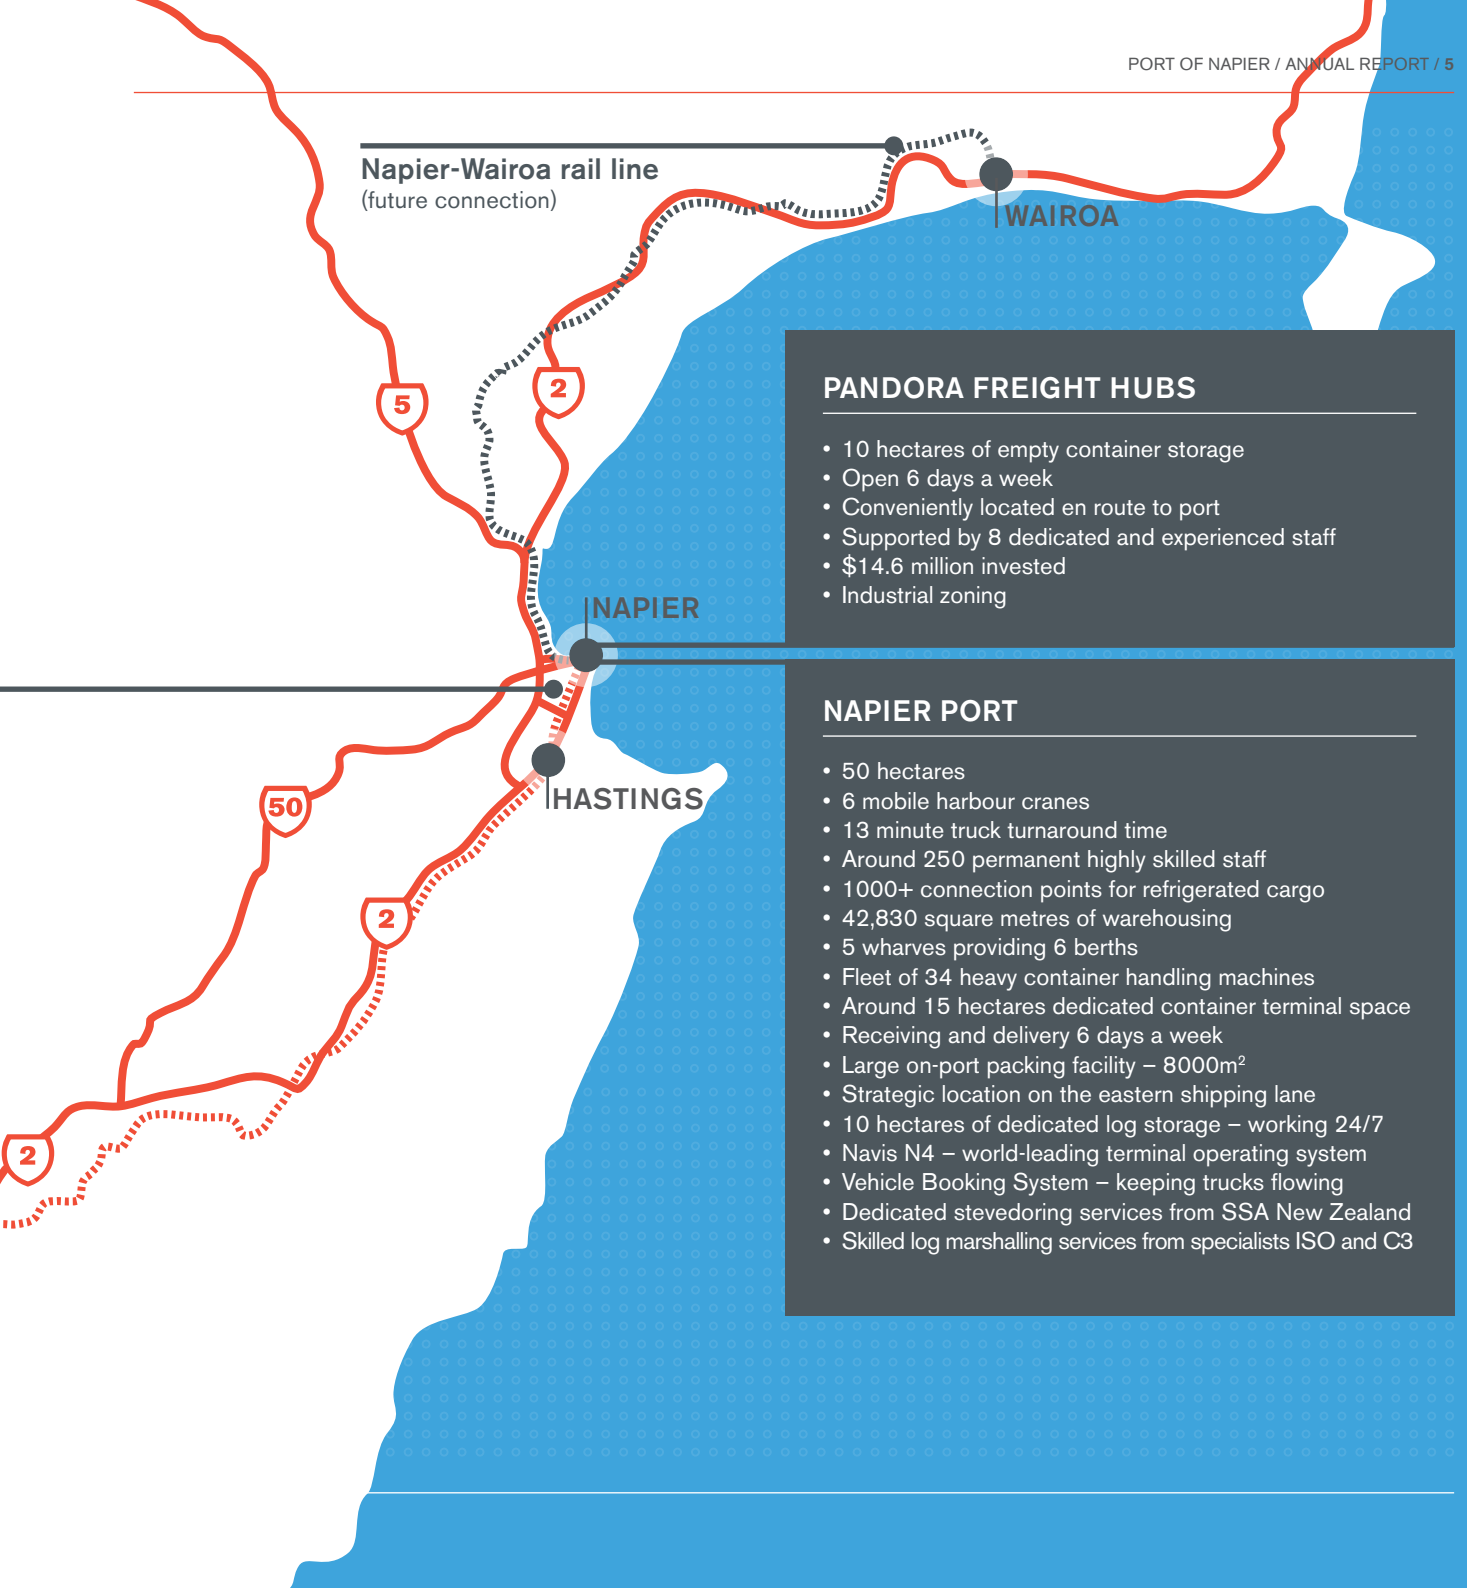 PORT OF NAPIER / ANNUAL REPORT / 5
Napier-Wairoa rail line
(future connection)
WAIROA
5
2
PANDORA FREIGHT HUBS
• 10 hectares of empty container storage
• Open 6 days a week
• Conveniently located en route to port
• Supported by 8 dedicated and experienced staff
• $14.6 million invested
• Industrial zoning
NAPIER
HASTINGS
50
2
2
NAPIER PORT
• 50 hectares
• 6 mobile harbour cranes
• 13 minute truck turnaround time
• Around 250 permanent highly skilled staff
• 1000+ connection points for refrigerated cargo
• 42,830 square metres of warehousing
• 5 wharves providing 6 berths
• Fleet of 34 heavy container handling machines
• Around 15 hectares dedicated container terminal space
• Receiving and delivery 6 days a week
• Large on-port packing facility – 8000m²
• Strategic location on the eastern shipping lane
• 10 hectares of dedicated log storage – working 24/7
• Navis N4 – world-leading terminal operating system
• Vehicle Booking System – keeping trucks flowing
• Dedicated stevedoring services from SSA New Zealand
• Skilled log marshalling services from specialists ISO and C3